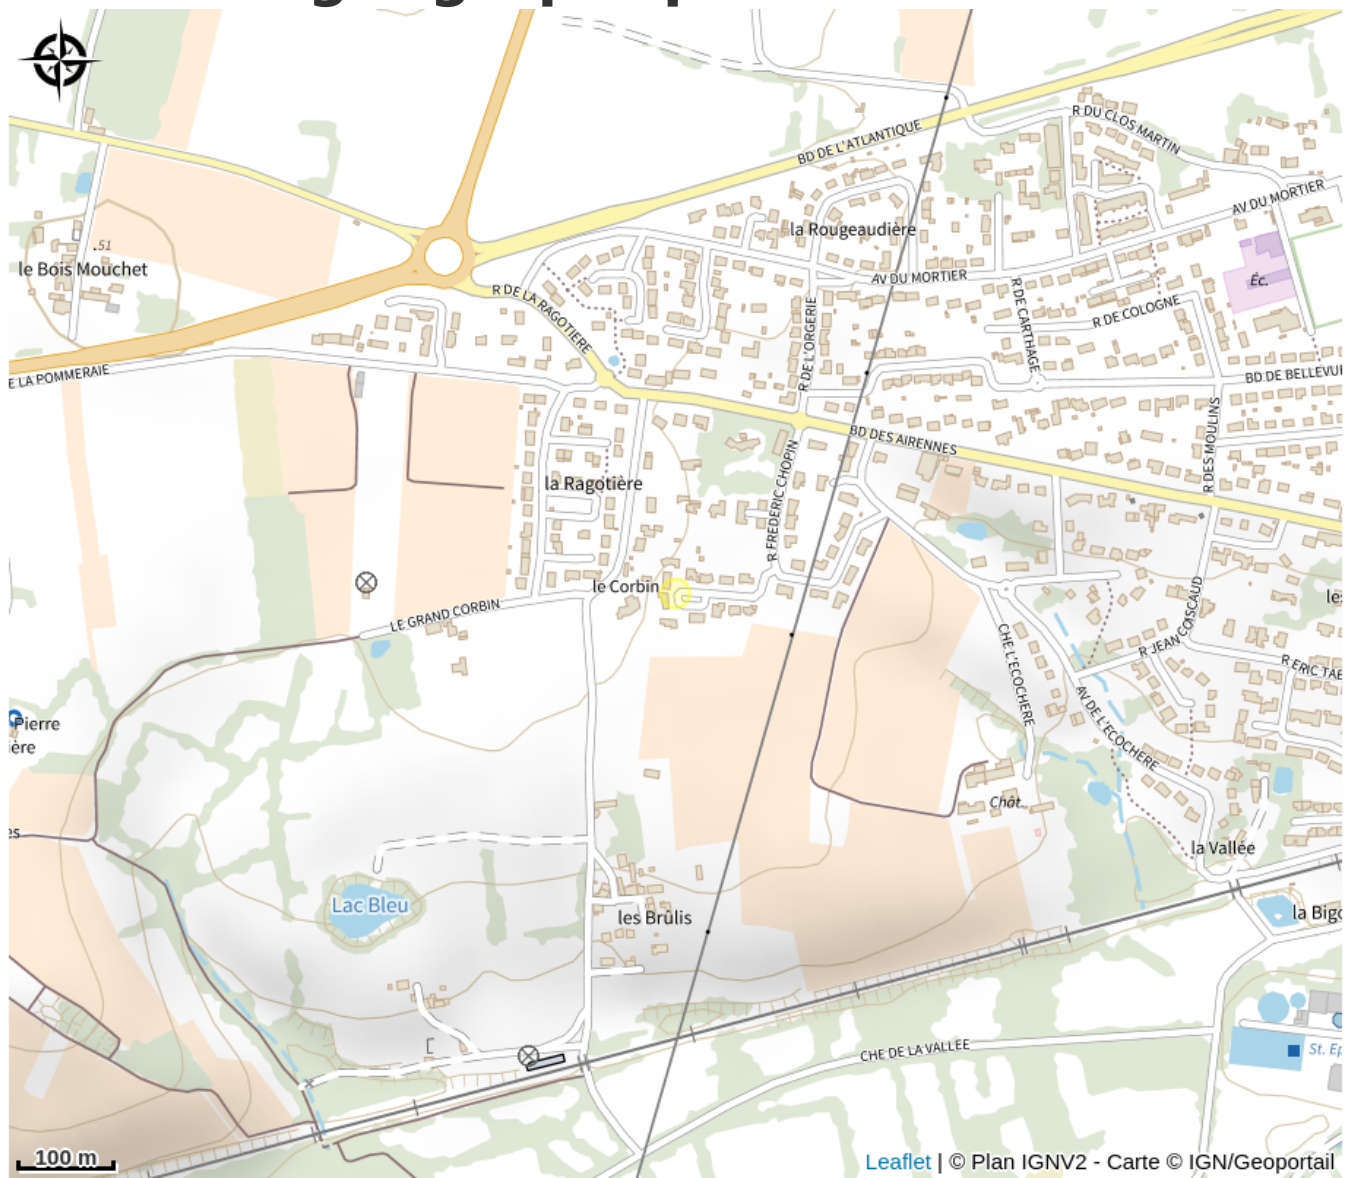 BD DE L'ATLANTIQUE
R DU CLOS MARTIN
AV DU MORTIER
la Rougeaudière
.51
le Bois Mouchet
AV DU MORTIER
Éc.
R DE LA RAGOTIERE
R DE L'ORGERIE
R DE CARTHAGE
R DE COLOGNE
E LA POMMERAIE
BD DE BELLEVUE
BD DES AIRENNES
R DES MOULINS
la Ragotière
R FREDERIC CHOPIN
le Corbin
LE GRAND CORBIN
les
R JEAN COISCAUD
CHE L'ECOCHERE
R ERIC TAB
AV DE L'ECOCHERE
Pierre
ière
Chât.
es
la Vallée
Lac Bleu
les Brûlis
la Bigo
CHE DE LA VALLEE
St. Ep
100 m
Leaflet | © Plan IGNV2 - Carte © IGN/Geoportail